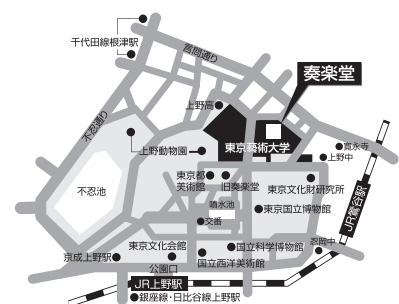 千代田線根津駅
言問通り
奏楽堂
上野高
不忍通り
東京藝術大学
上野動物園
寛永寺
上野中
東京都
美術館
旧奏楽堂
東京文化財研究所
不忍池
噴水池
東京国立博物館
JR鶯谷駅
交番
東京文化会館
国立科学博物館
忍岡中
京成上野駅
公園口
国立西洋美術館
JR上野駅
銀座線・日比谷線上野駅